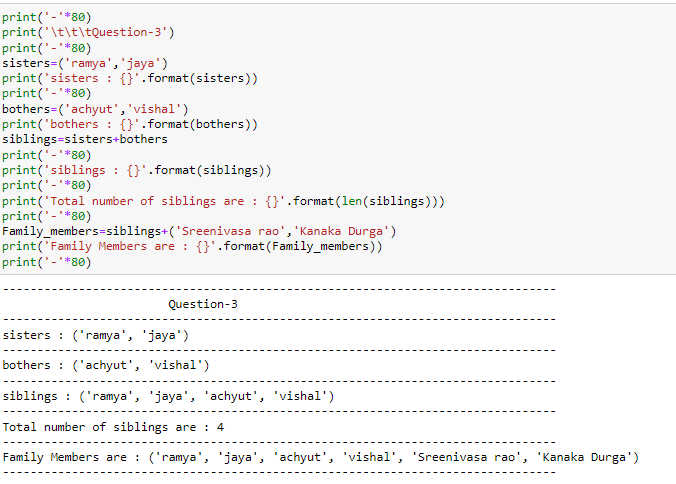 print('-'*80)
print('\t\t\tQuestion-3')
print('-'*80)
sisters=('ramya','jaya')
print('sisters : {}'.format(sisters))
print('-'*80)
bothers=('achyut','vishal')
print('bothers : {}'.format(bothers))
siblings=sisters+bothers
print('-'*80)
print('siblings : {}'.format(siblings))
print('-'*80)
print('Total number of siblings are : {}'.format(len(siblings)))
print('-'*80)
Family_members=siblings+('Sreenivasa rao','Kanaka Durga')
print('Family Members are : {}'.format(Family_members))
print('-'*80)
--------------------------------------------------------------------------------
Question-3
--------------------------------------------------------------------------------
sisters : ('ramya', 'jaya')
--------------------------------------------------------------------------------
bothers : ('achyut', 'vishal')
--------------------------------------------------------------------------------
siblings : ('ramya', 'jaya', 'achyut', 'vishal')
--------------------------------------------------------------------------------
Total number of siblings are : 4
--------------------------------------------------------------------------------
Family Members are : ('ramya', 'jaya', 'achyut', 'vishal', 'Sreenivasa rao', 'Kanaka Durga')
--------------------------------------------------------------------------------